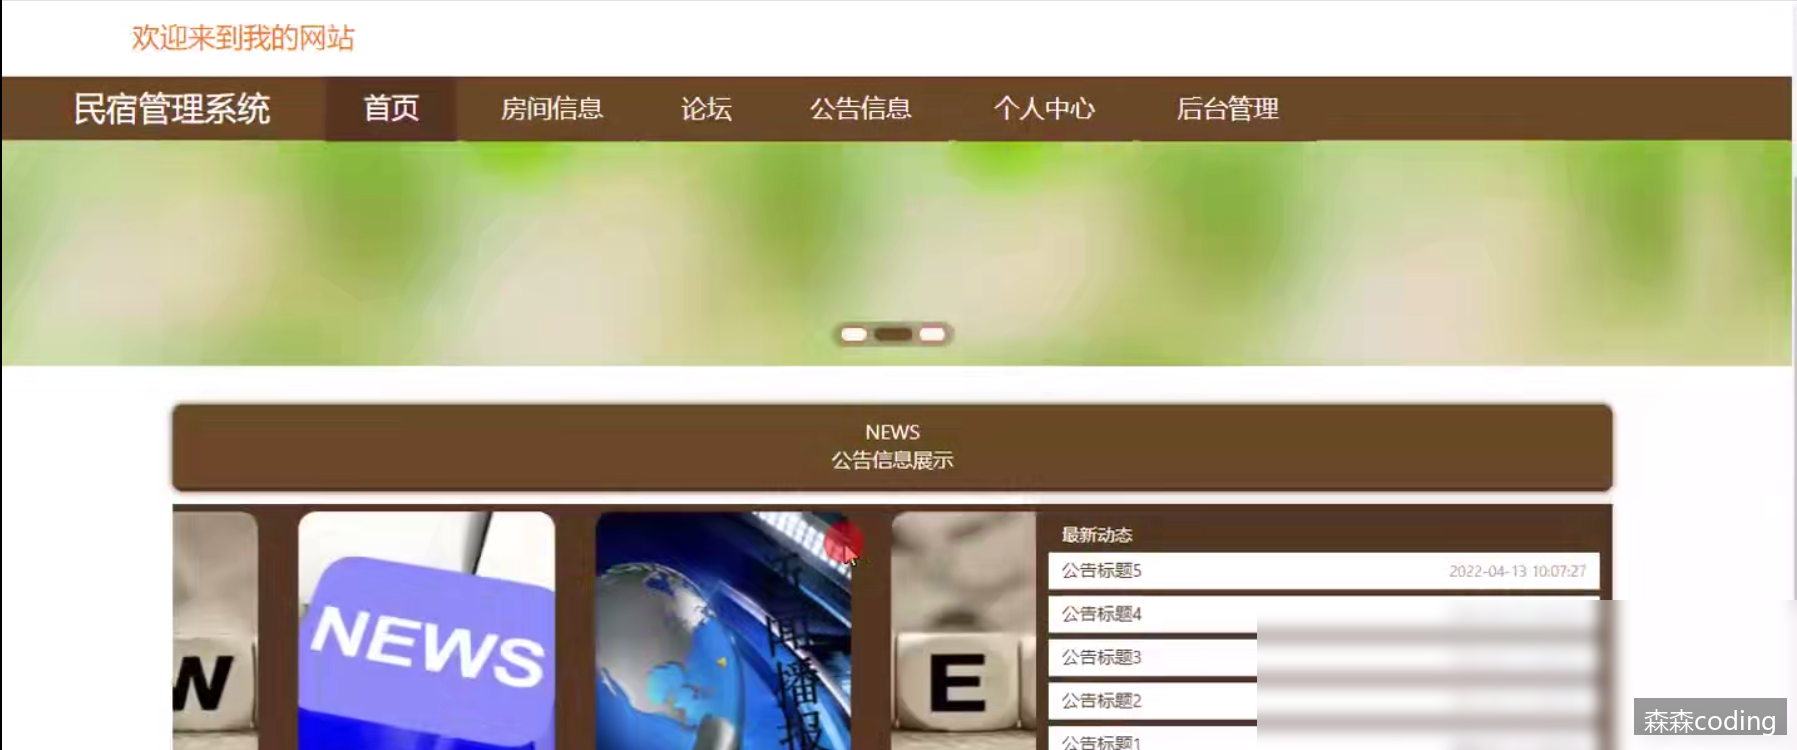 欢迎来到我的网站
民宿管理系统 首页 房间信息 论坛 公告信息 个人中心 后台管理
NEWS
公告信息展示
最新动态
公告标题5 2022-04-13 10:07:27
公告标题4
公告标题3
公告标题2
公告标题1
W
NEWS
闻播报
E
森森coding